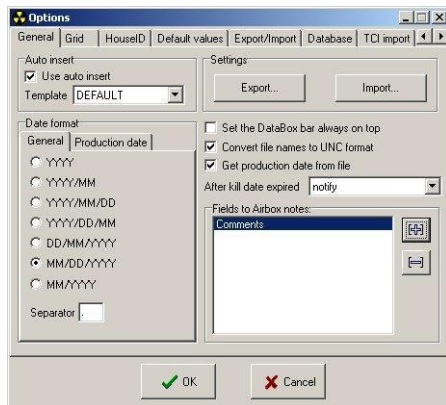 Options
General Grid HouseID Default values Export/Import Database TCI import
Auto insert
Use auto insert
Template DEFAULT
Settings
Export... Import...
Date format
General Production date
YYYY
YYYY/MM
YYYY/MM/DD
YYYY/DD/MM
DD/MM/YYYY
MM/DD/YYYY
MM/YYYY
Separator .
Set the DataBox bar always on top
Convert file names to UNC format
Get production date from file
After kill date expired notify
Fields to Airbox notes:
Comments
OK Cancel